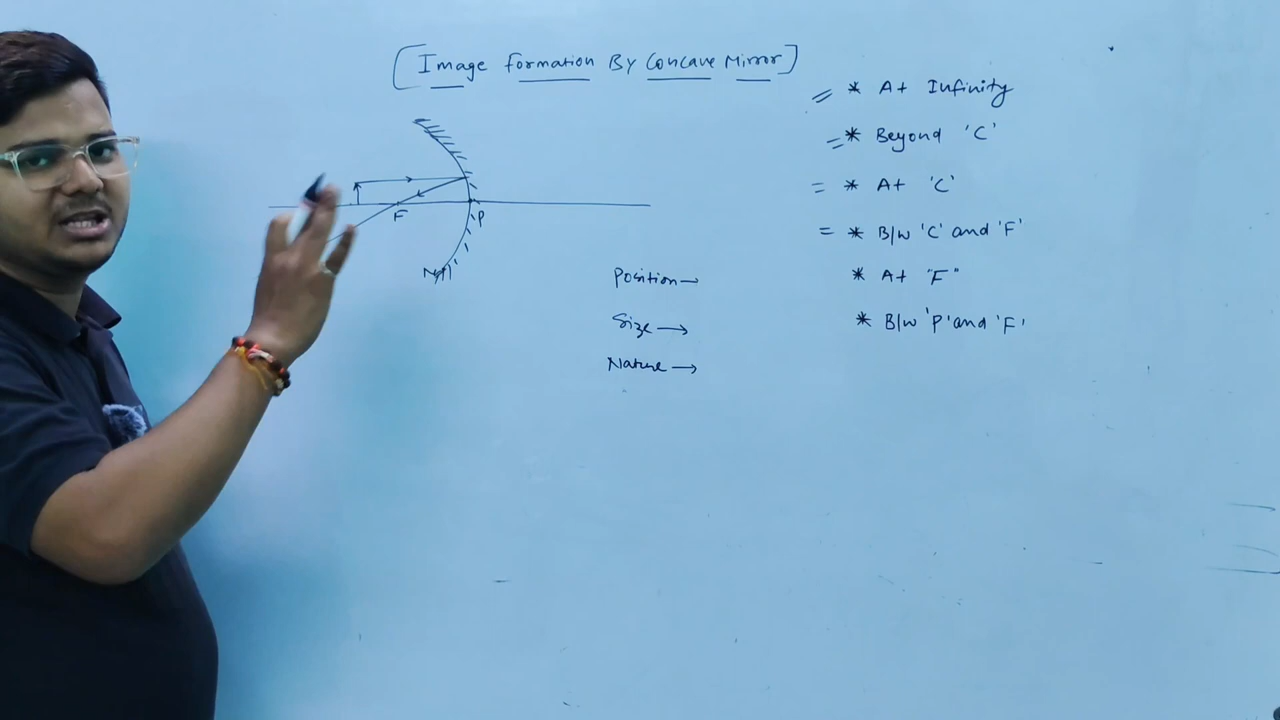 [Image formation By Concave Mirror]
= * At Infinity
= * Beyond 'C'
= * At 'C'
= * B/w 'C' and 'F'
* At "F"
* B/w 'P' and 'F'
F
P
Position →
Size →
Nature →